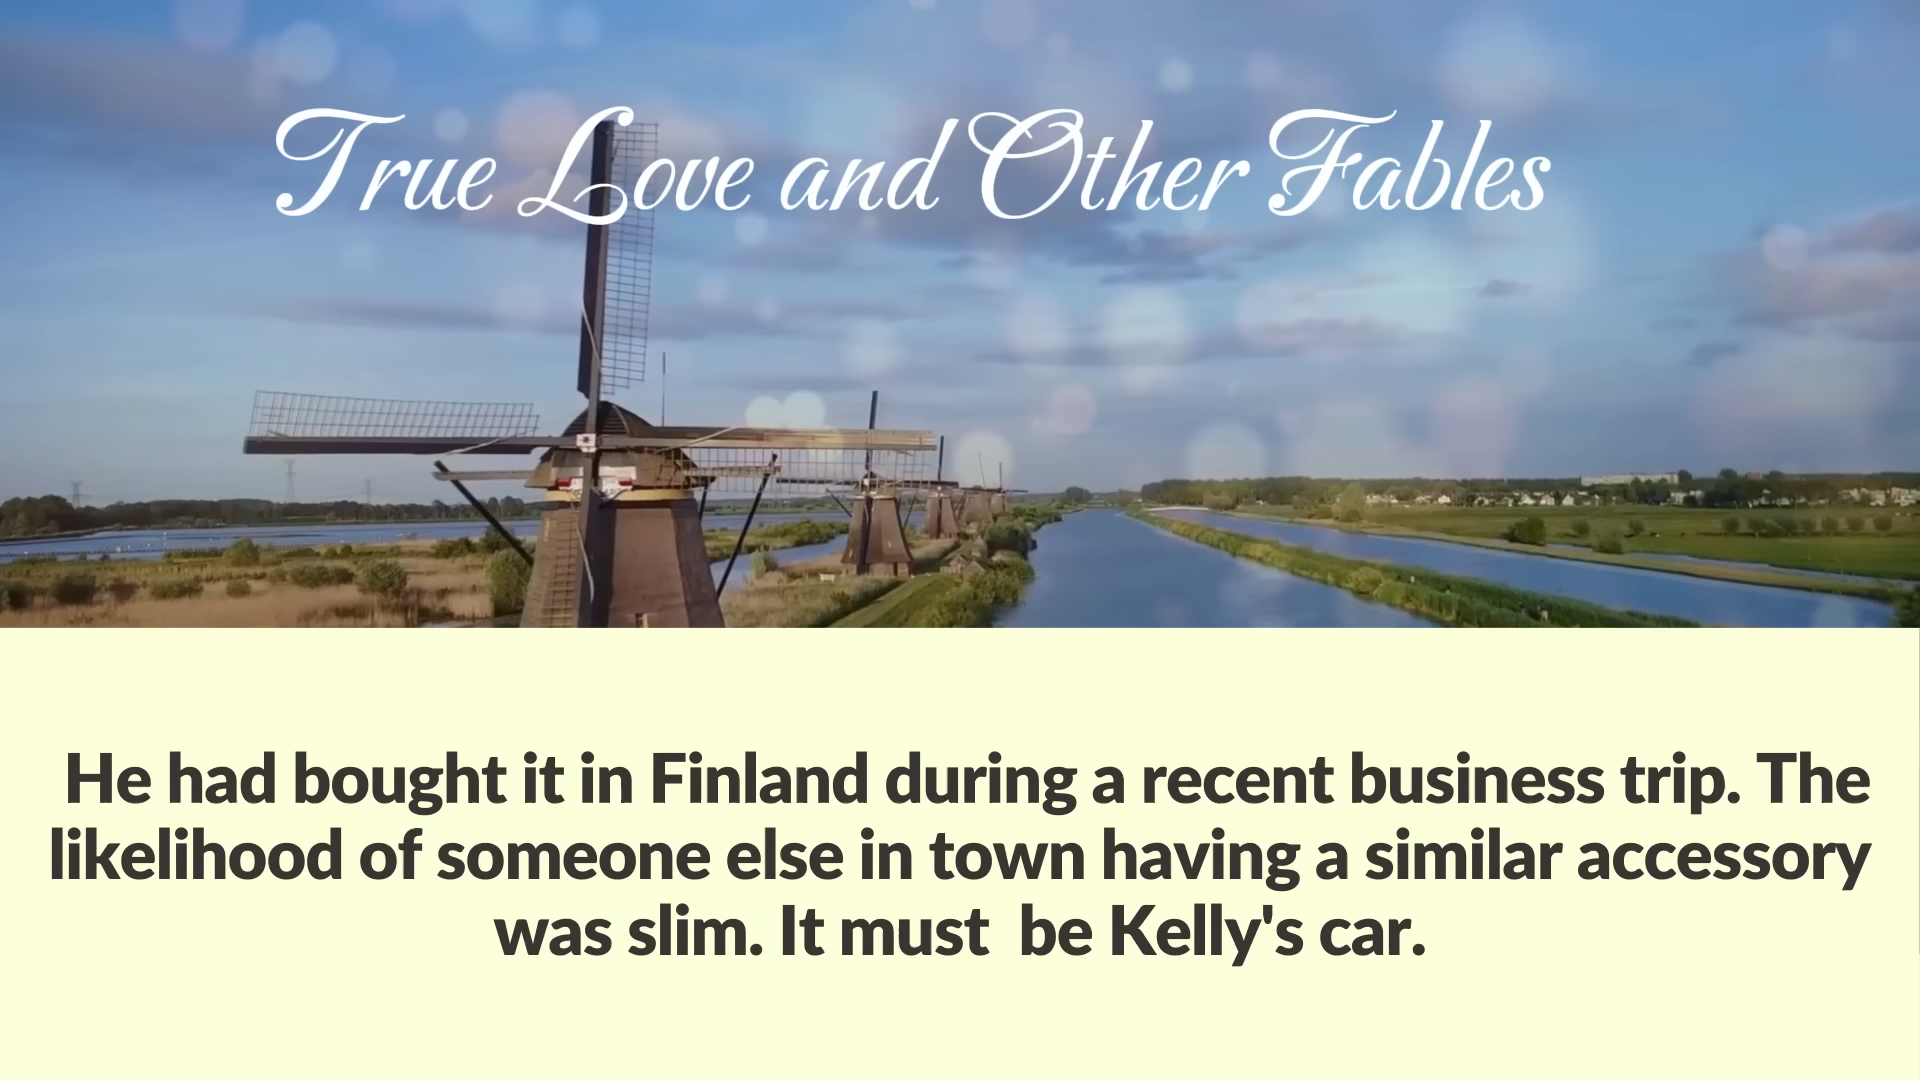 True Love and Other Fables
He had bought it in Finland during a recent business trip. The
likelihood of someone else in town having a similar accessory
was slim. It must  be Kelly's car.